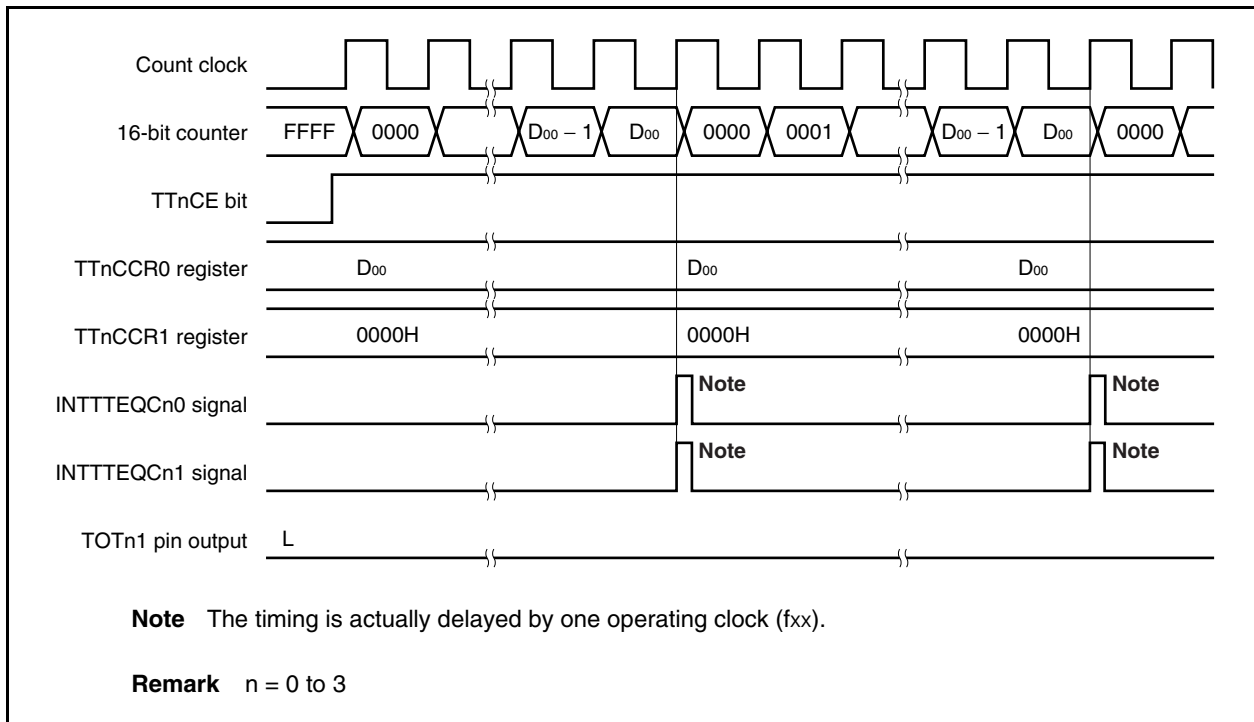 Count clock
16-bit counter FFFF 0000 D00 − 1 D00 0000 0001 D00 − 1 D00 0000
TTnCE bit
TTnCCR0 register D00 D00 D00
TTnCCR1 register 0000H 0000H 0000H
INTTTEQCn0 signal Note Note
INTTTEQCn1 signal Note Note
TOTn1 pin output L
Note The timing is actually delayed by one operating clock (fxx).
Remark n = 0 to 3